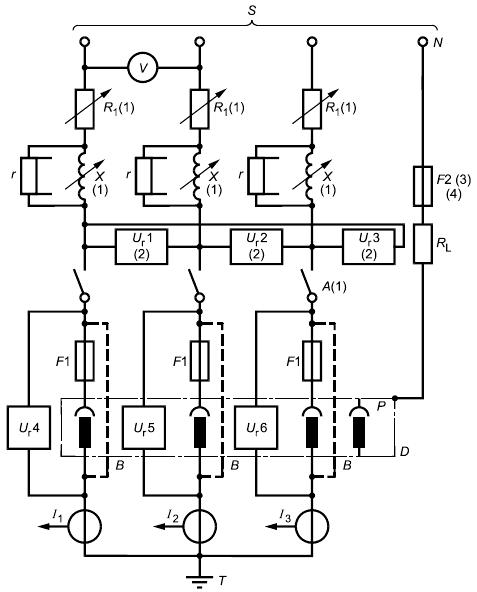 S
N
V
R1(1) R1(1) R1(1)
F2 (3)
(4)
r X
(1)
r X
(1)
r X
(1)
Ur1
(2)
Ur2
(2)
Ur3
(2)
RL
A(1)
F1 F1 F1
P
Ur4 Ur5 Ur6
D
B B B
I1 I2 I3
T